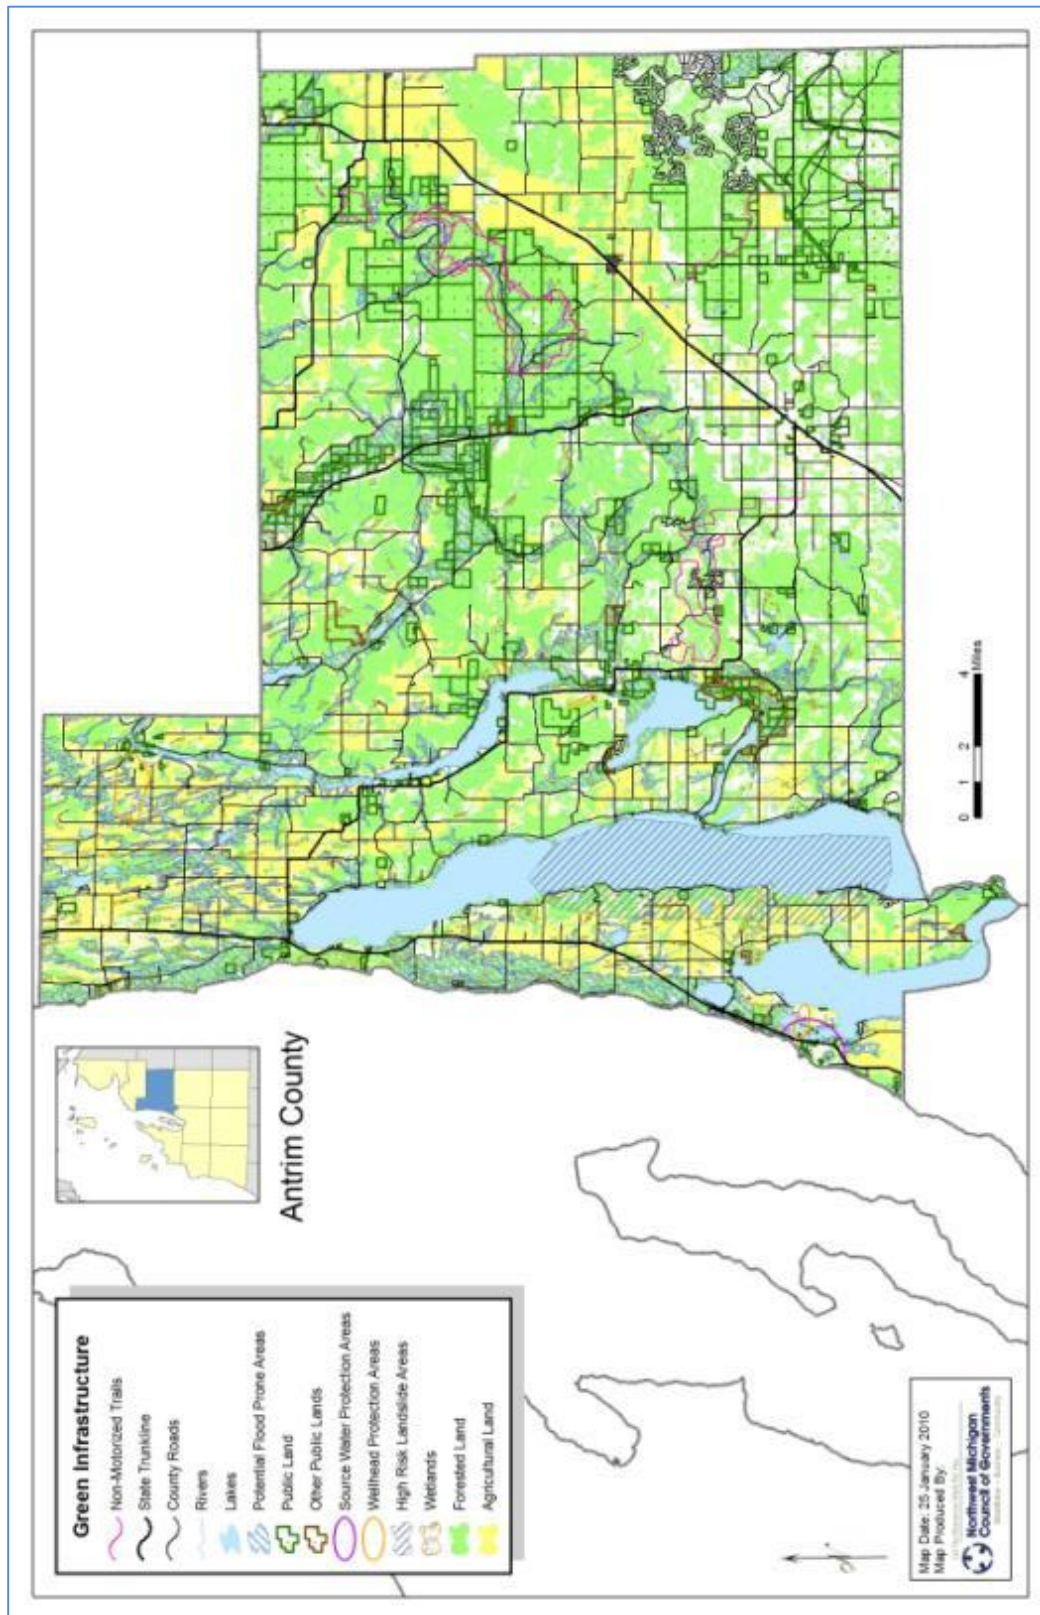 Green Infrastructure
Non-Motorized Trails
State Trunkline
County Roads
Rivers
Lakes
Potential Flood Prone Areas
Public Land
Other Public Lands
Source Water Protection Areas
Wellhead Protection Areas
High Risk Landslide Areas
Wetlands
Forested Land
Agricultural Land
Antrim County
0 1 2 4
Miles
Map Date: 25 January 2010
Map Produced By:
Northwest Michigan
Council of Governments